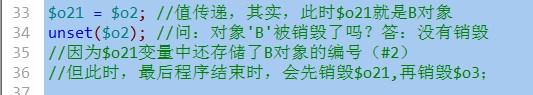 33 $o21 = $o2; //值传递，其实，此时$o21就是B对象
34 unset($o2); //问：对象'B'被销毁了吗？答：没有销毁
35 //因为$o21变量中还存储了B对象的编号（#2）
36 //但此时，最后程序结束时，会先销毁$o21,再销毁$o3;
37